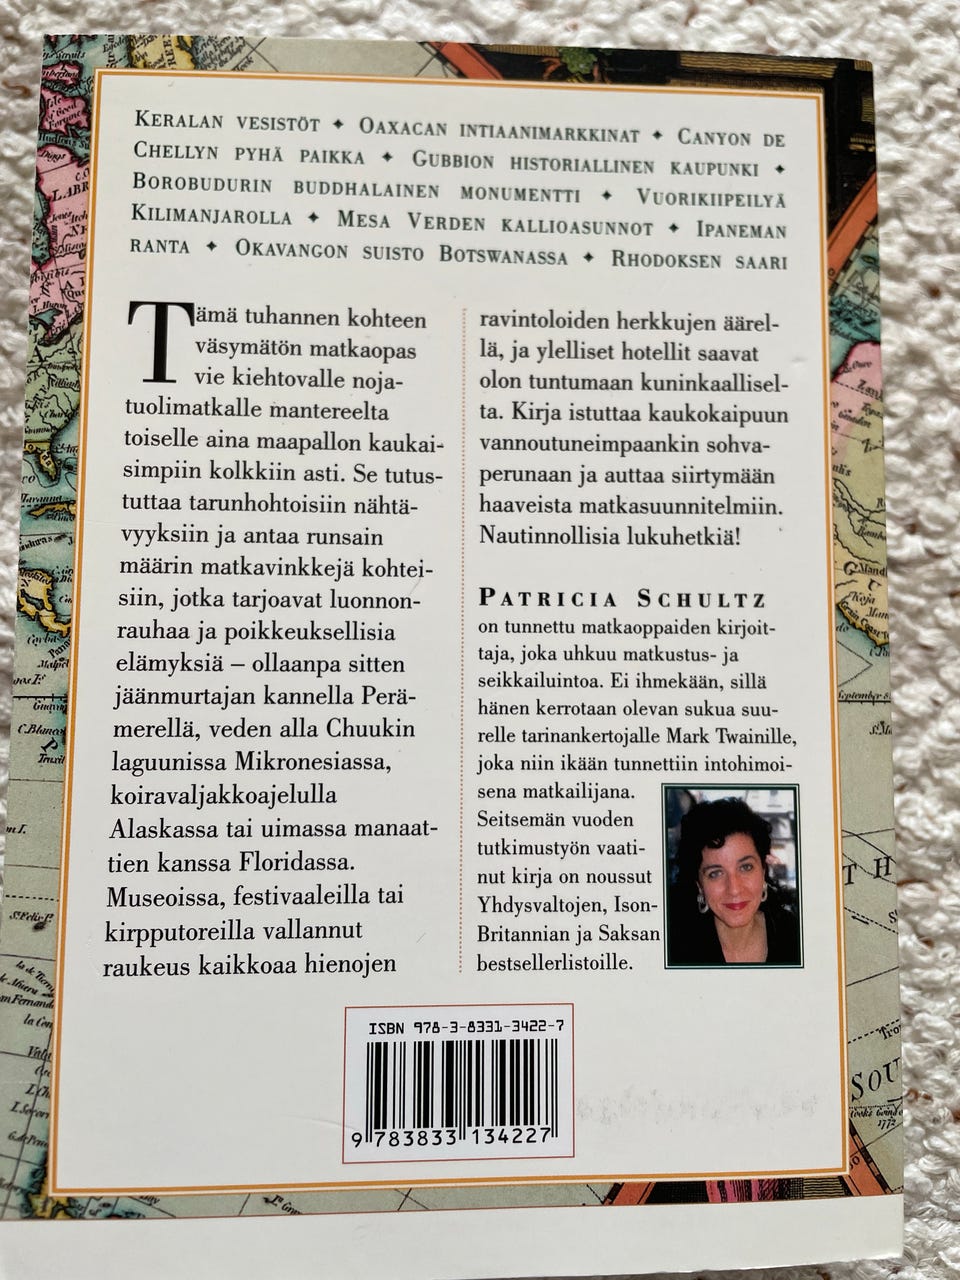 KERALAN VESISTÖT ✦ OAXACAN INTIAANIMARKKINAT ✦ CANYON DE
CHELLYN PYHÄ PAIKKA ✦ GUBBION HISTORIALLINEN KAUPUNKI ✦
BOROBUDURIN BUDDHALAINEN MONUMENTTI ✦ VUORIKIIPEILYÄ
KILIMANJAROLLA ✦ MESA VERDEN KALLIOASUNNOT ✦ IPANEMAN
RANTA ✦ OKAVANGON SUISTO BOTSWANASSA ✦ RHODOKSEN SAARI
Tämä tuhannen kohteen
väsymätön matkaopas
vie kiehtovalle noja-
tuolimatkalle mantereelta
toiselle aina maapallon kaukai-
simpiin kolkkiin asti. Se tutus-
tuttaa tarunhohtoisiin nähtä-
vyyksiin ja antaa runsain
määrin matkavinkkejä kohtei-
siin, jotka tarjoavat luonnon-
rauhaa ja poikkeuksellisia
elämyksiä – ollaanpa sitten
jäänmurtajan kannella Perä-
merellä, veden alla Chuukin
laguunissa Mikronesiassa,
koiravaljakkoajelulla
Alaskassa tai uimassa manaat-
tien kanssa Floridassa.
Museoissa, festivaaleilla tai
kirpputoreilla vallannut
raukeus kaikkoaa hienojen
ravintoloiden herkkujen äärel-
lä, ja ylelliset hotellit saavat
olon tuntumaan kuninkaallisel-
ta. Kirja istuttaa kaukokaipuun
vannoutuneimpaankin sohva-
perunaan ja auttaa siirtymään
haaveista matkasuunnitelmiin.
Nautinnollisia lukuhetkiä!
PATRICIA SCHULTZ
on tunnettu matkaoppaiden kirjoit-
taja, joka uhkuu matkustus- ja
seikkailuintoa. Ei ihmekään, sillä
hänen kerrotaan olevan sukua suu-
relle tarinankertojalle Mark Twainille,
joka niin ikään tunnettiin intohimoi-
sena matkailijana.
Seitsemän vuoden
tutkimustyön vaati-
nut kirja on noussut
Yhdysvaltojen, Ison-
Britannian ja Saksan
bestsellerlistoille.
ISBN 978-3-8331-3422-7
9 783833 134227